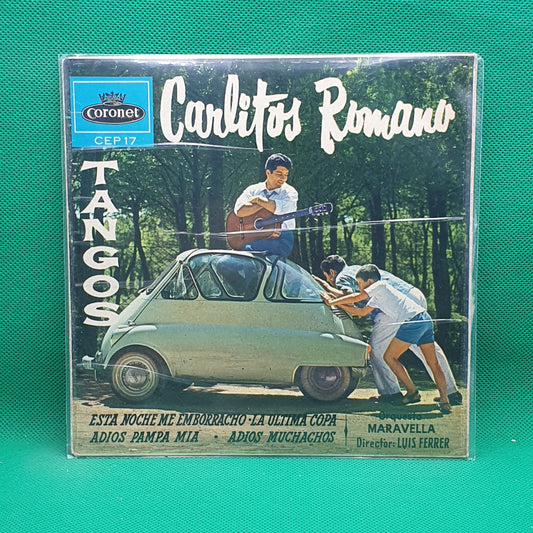 Coronet
CEP 17
Carlitos Romano
TANGOS
ESTA NOCHE ME EMBORRACHO · LA ULTIMA COPA
ADIOS PAMPA MIA · ADIOS MUCHACHOS
Orquesta
MARAVELLA
Director: LUIS FERRER